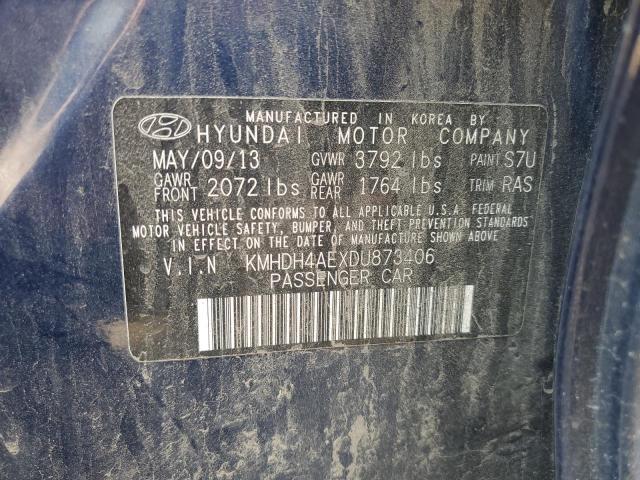 MANUFACTURED IN KOREA BY
HYUNDAI MOTOR COMPANY
MAY/09/13 GVWR 3792 lbs PAINT S7U
GAWR FRONT 2072 lbs GAWR REAR 1764 lbs TRIM RAS
THIS VEHICLE CONFORMS TO ALL APPLICABLE U.S.A. FEDERAL
MOTOR VEHICLE SAFETY, BUMPER, AND THEFT PREVENTION STANDARDS
IN EFFECT ON THE DATE OF MANUFACTURE SHOWN ABOVE.
V.I.N KMHDH4AEXDU873406
PASSENGER CAR